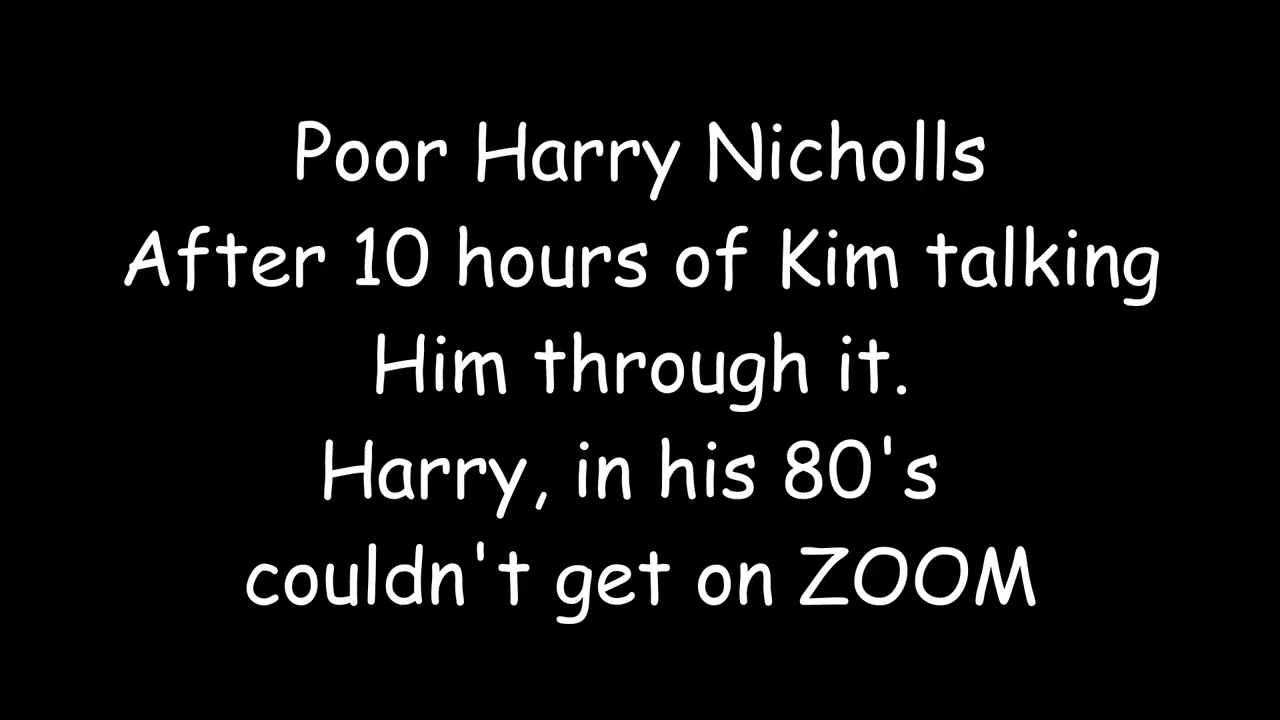 Poor Harry Nicholls
After 10 hours of Kim talking
Him through it.
Harry, in his 80's
couldn't get on ZOOM